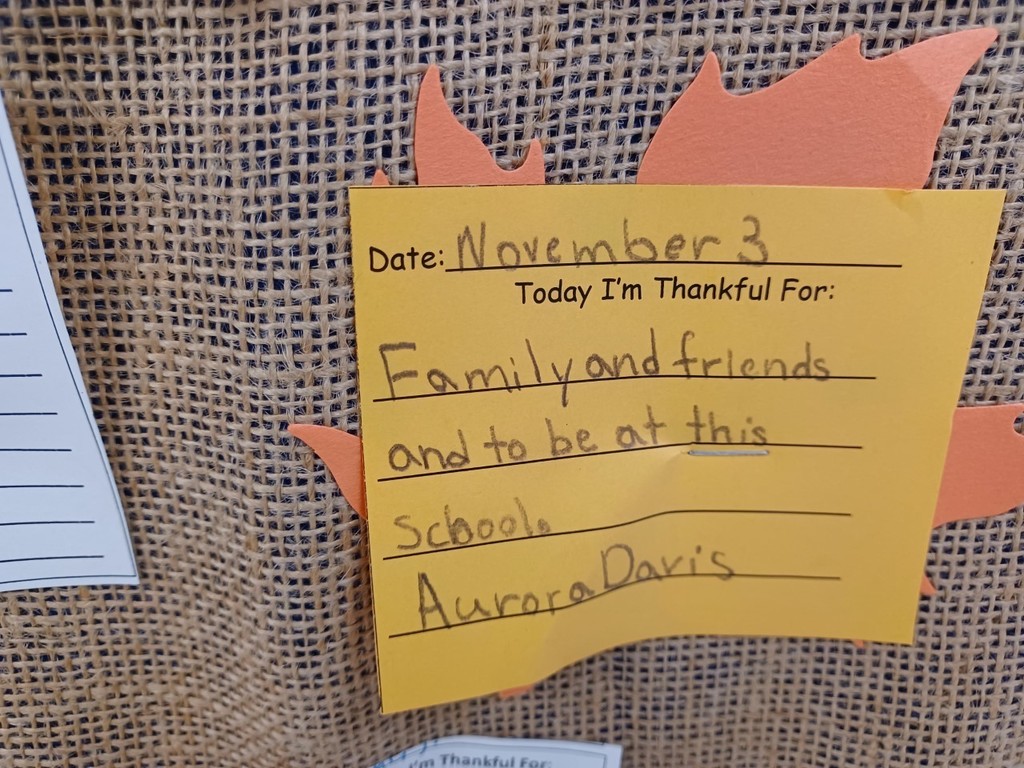 Date: November 3
Today I'm Thankful For:
Family and friends
and to be at this
school.
Aurora Davis
I'm Thankful For: